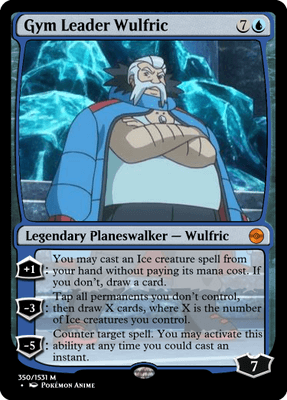 Gym Leader Wulfric 7
Legendary Planeswalker — Wulfric
+1: You may cast an Ice creature spell from
your hand without paying its mana cost. If
you don't, draw a card.
-3: Tap all permanents you don't control,
then draw X cards, where X is the
number of Ice creatures you control.
-5: Counter target spell. You may activate this
ability at any time you could cast an
instant.
7
350/1531 M
• Pokémon Anime